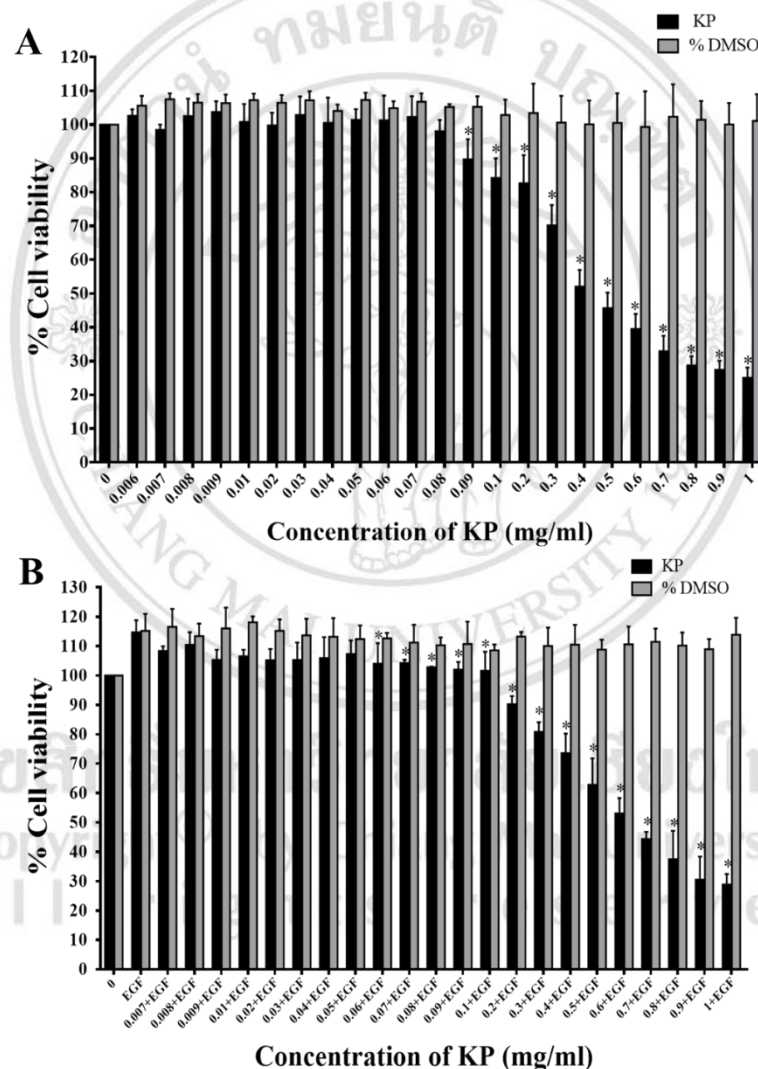 KP
% DMSO
A
120
110
100
90
80
70
60
50
40
30
20
10
0
% Cell viability
* * * * * * * * * * *
0 0.006 0.007 0.008 0.009 0.01 0.02 0.03 0.04 0.05 0.06 0.07 0.08 0.09 0.1 0.2 0.3 0.4 0.5 0.6 0.7 0.8 0.9 1
Concentration of KP (mg/ml)
B
KP
% DMSO
130
120
110
100
90
80
70
60
50
40
30
20
10
0
% Cell viability
* * * * * * * * * * * * * *
0 EGF 0.007+EGF 0.008+EGF 0.009+EGF 0.01+EGF 0.02+EGF 0.03+EGF 0.04+EGF 0.05+EGF 0.06+EGF 0.07+EGF 0.08+EGF 0.09+EGF 0.1+EGF 0.2+EGF 0.3+EGF 0.4+EGF 0.5+EGF 0.6+EGF 0.7+EGF 0.8+EGF 0.9+EGF 1+EGF
Concentration of KP (mg/ml)